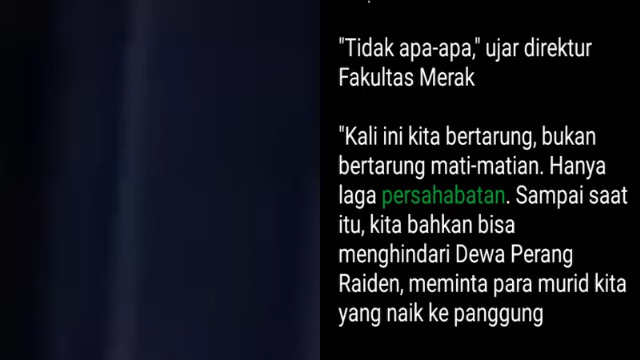 "Tidak apa-apa," ujar direktur
Fakultas Merak
"Kali ini kita bertarung, bukan
bertarung mati-matian. Hanya
laga persahabatan. Sampai saat
itu, kita bahkan bisa
menghindari Dewa Perang
Raiden, meminta para murid kita
yang naik ke panggung